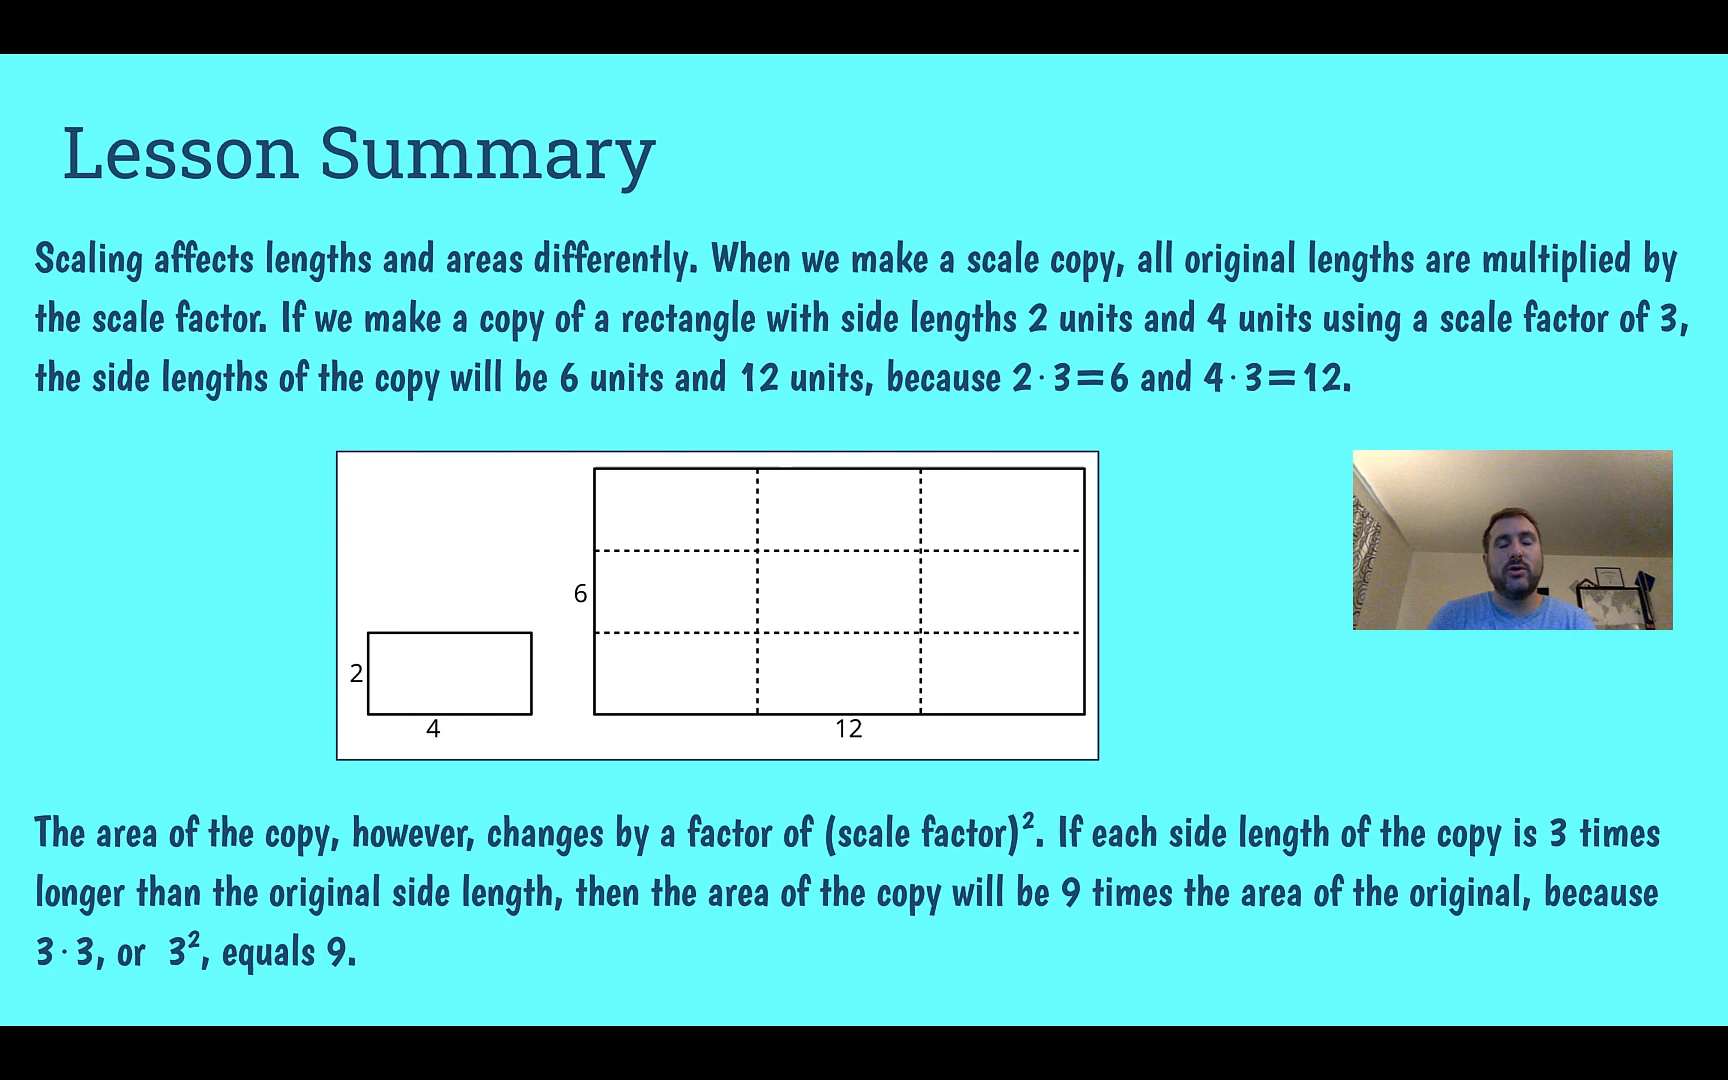 Lesson Summary
Scaling affects lengths and areas differently. When we make a scale copy, all original lengths are multiplied by
the scale factor. If we make a copy of a rectangle with side lengths 2 units and 4 units using a scale factor of 3,
the side lengths of the copy will be 6 units and 12 units, because 2·3=6 and 4·3=12.
6
2
4
12
The area of the copy, however, changes by a factor of (scale factor)². If each side length of the copy is 3 times
longer than the original side length, then the area of the copy will be 9 times the area of the original, because
3·3, or 3², equals 9.